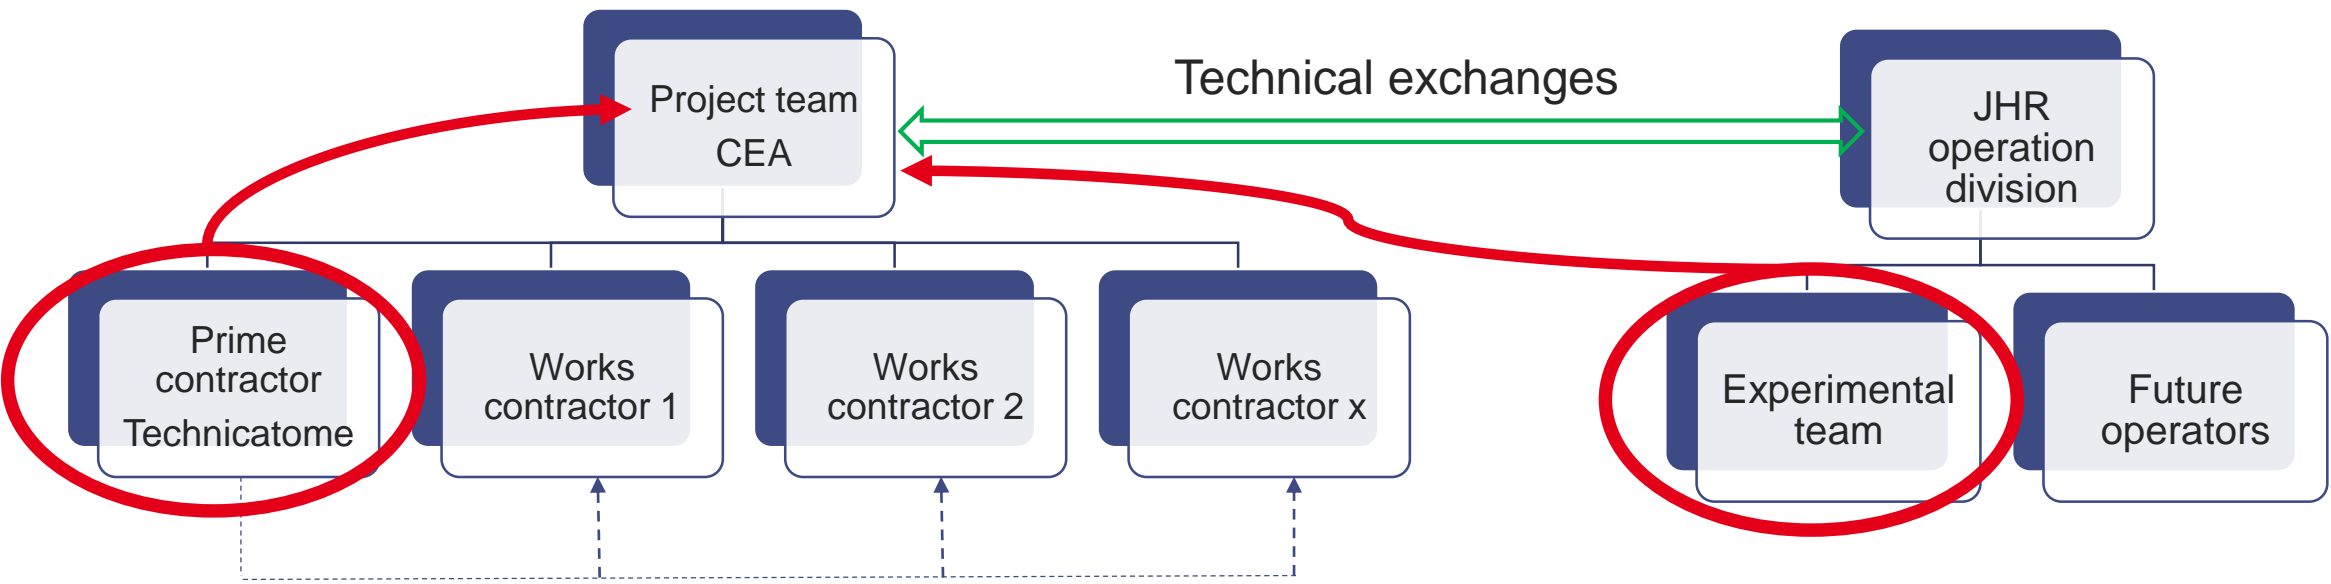 Project team
CEA
Technical exchanges
JHR
operation
division
Prime
contractor
Technicatome
Works
contractor 1
Works
contractor 2
Works
contractor x
Experimental
team
Future
operators